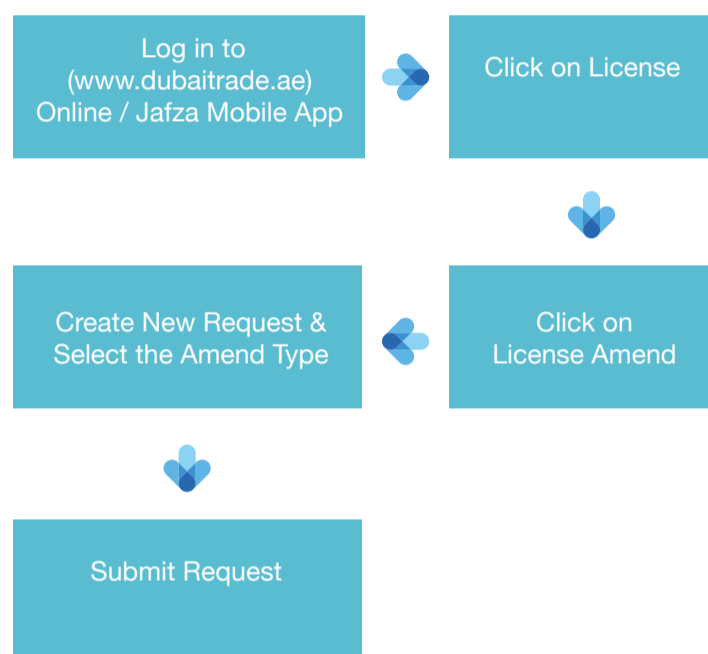 Log in to
(www.dubaitrade.ae)
Online / Jafza Mobile App
Click on License
Click on
License Amend
Create New Request &
Select the Amend Type
Submit Request